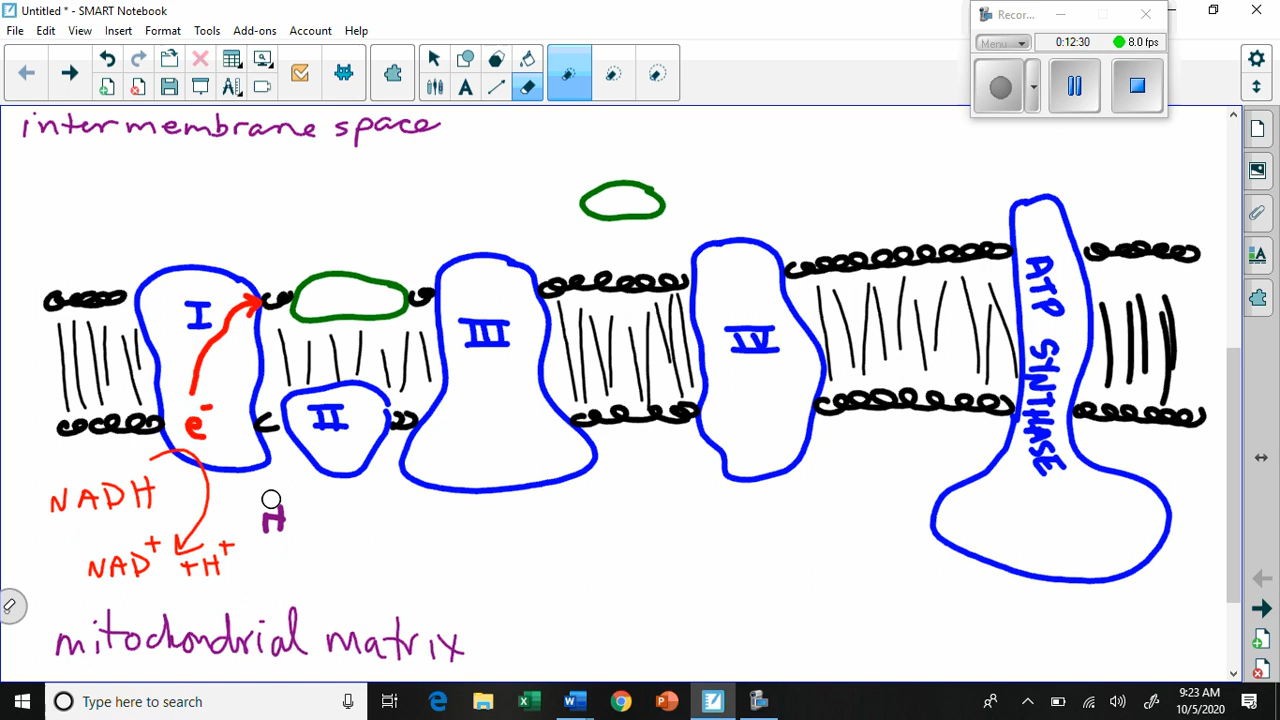 Untitled * - SMART Notebook
Recor...
File Edit View Insert Format Tools Add-ons Account Help
Menu 0:12:30 8.0 fps
intermembrane space
I
II
III
IV
ATP SYNTHASE
e-
NADH
NAD+ +H+
mitochondrial matrix
Type here to search
9:23 AM
10/5/2020